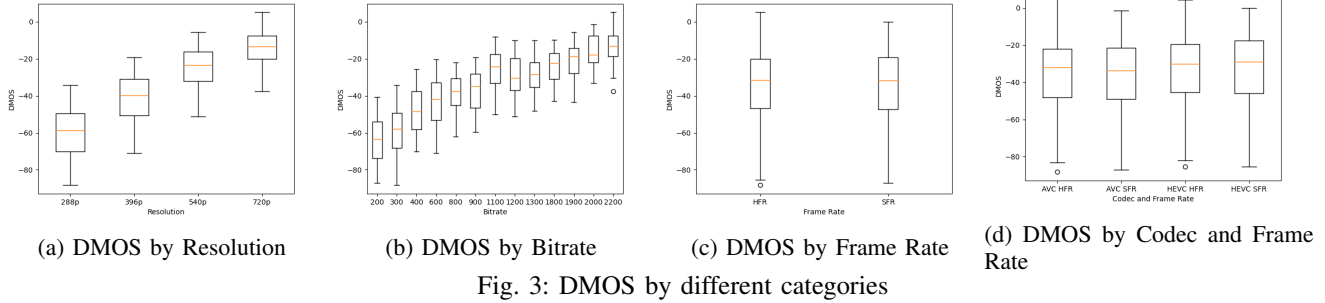 DMOS
0
−20
−40
−60
−80
288p 396p 540p 720p
Resolution
(a) DMOS by Resolution
DMOS
0
−20
−40
−60
−80
200 300 400 600 800 900 1100 1200 1300 1800 1900 2000 2200
Bitrate
(b) DMOS by Bitrate
DMOS
0
−20
−40
−60
−80
HFR SFR
Frame Rate
(c) DMOS by Frame Rate
DMOS
0
−20
−40
−60
−80
AVC HFR AVC SFR HEVC HFR HEVC SFR
Codec and Frame Rate
(d) DMOS by Codec and Frame
Rate
Fig. 3: DMOS by different categories